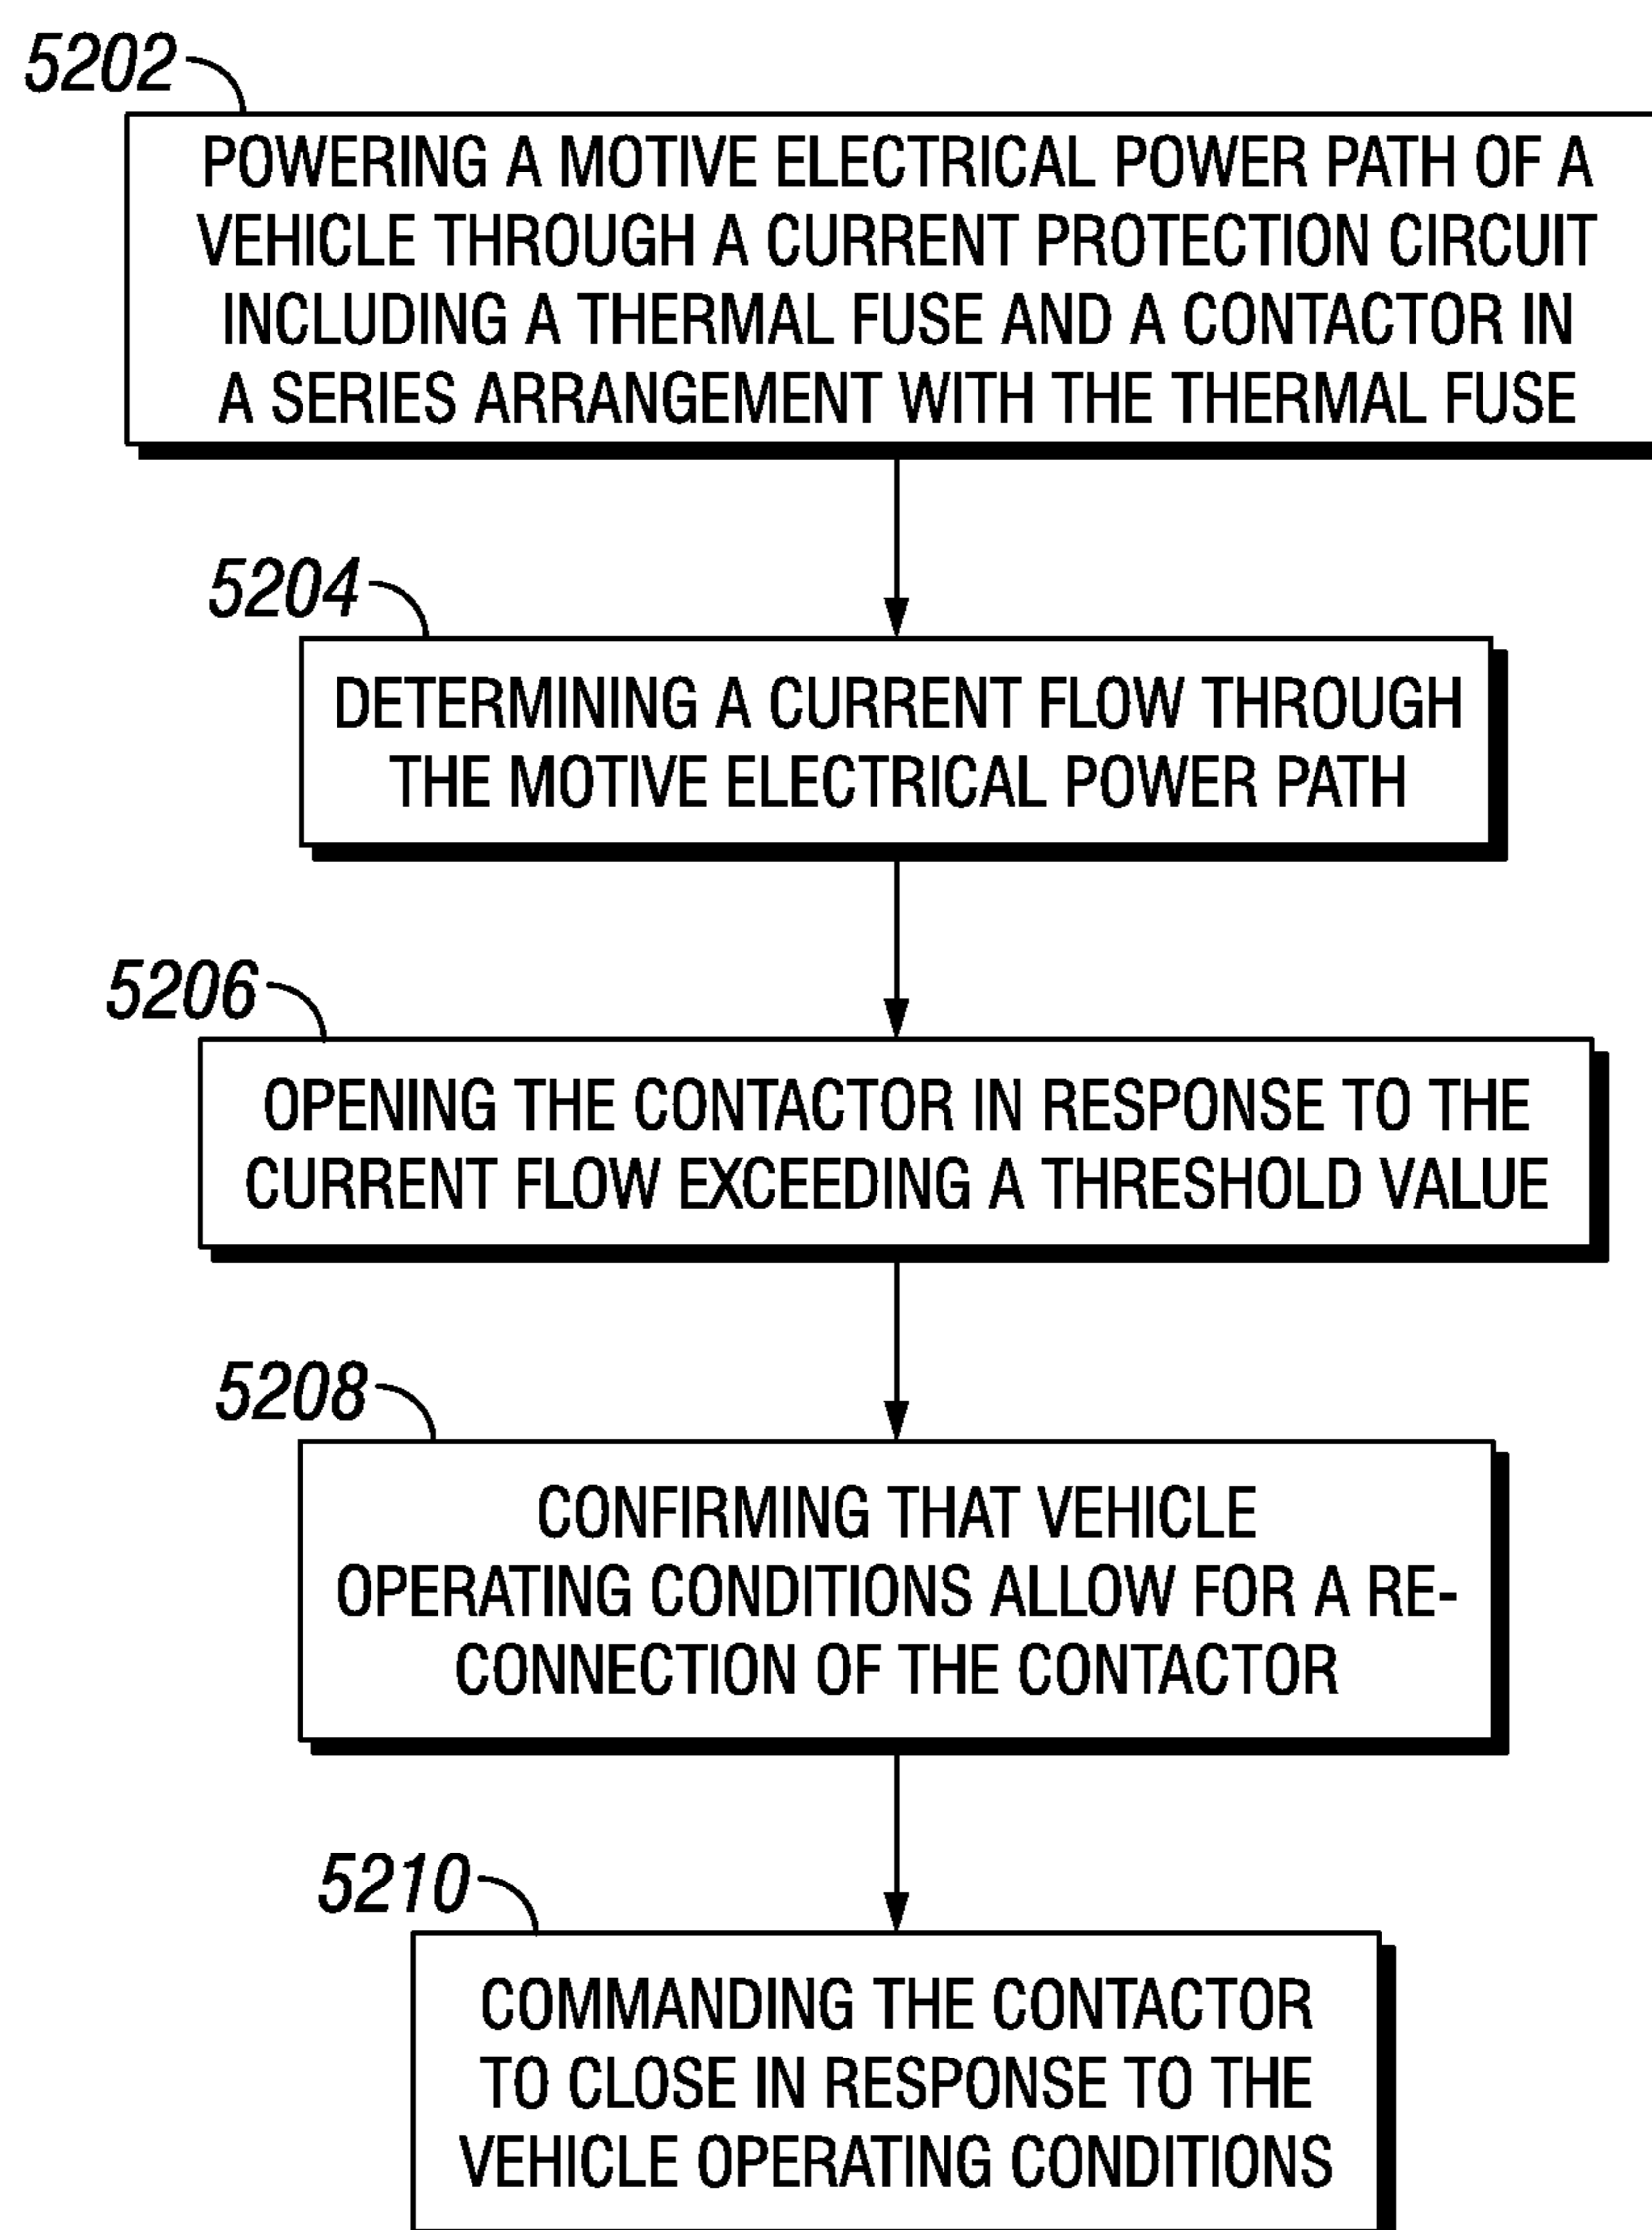 5202
POWERING A MOTIVE ELECTRICAL POWER PATH OF A
VEHICLE THROUGH A CURRENT PROTECTION CIRCUIT
INCLUDING A THERMAL FUSE AND A CONTACTOR IN
A SERIES ARRANGEMENT WITH THE THERMAL FUSE
5204
DETERMINING A CURRENT FLOW THROUGH
THE MOTIVE ELECTRICAL POWER PATH
5206
OPENING THE CONTACTOR IN RESPONSE TO THE
CURRENT FLOW EXCEEDING A THRESHOLD VALUE
5208
CONFIRMING THAT VEHICLE
OPERATING CONDITIONS ALLOW FOR A RE-
CONNECTION OF THE CONTACTOR
5210
COMMANDING THE CONTACTOR
TO CLOSE IN RESPONSE TO THE
VEHICLE OPERATING CONDITIONS